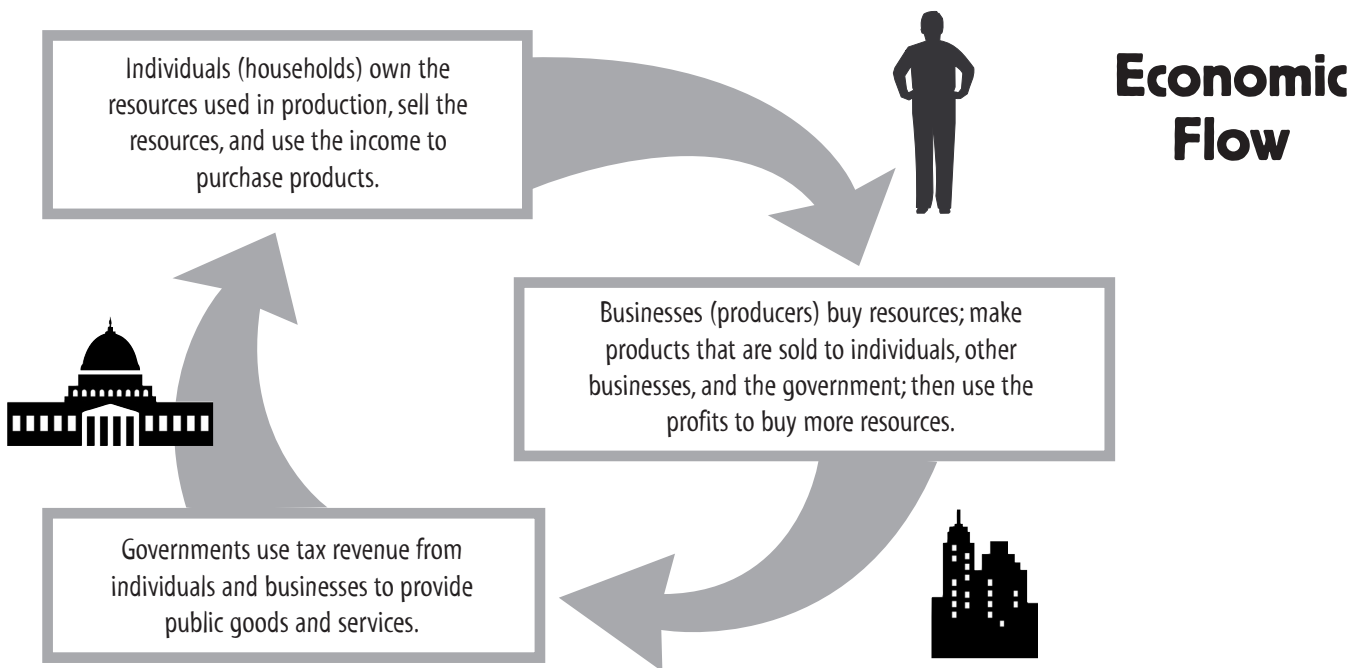 Economic
Flow
Individuals (households) own the
resources used in production, sell the
resources, and use the income to
purchase products.
Businesses (producers) buy resources; make
products that are sold to individuals, other
businesses, and the government; then use the
profits to buy more resources.
Governments use tax revenue from
individuals and businesses to provide
public goods and services.